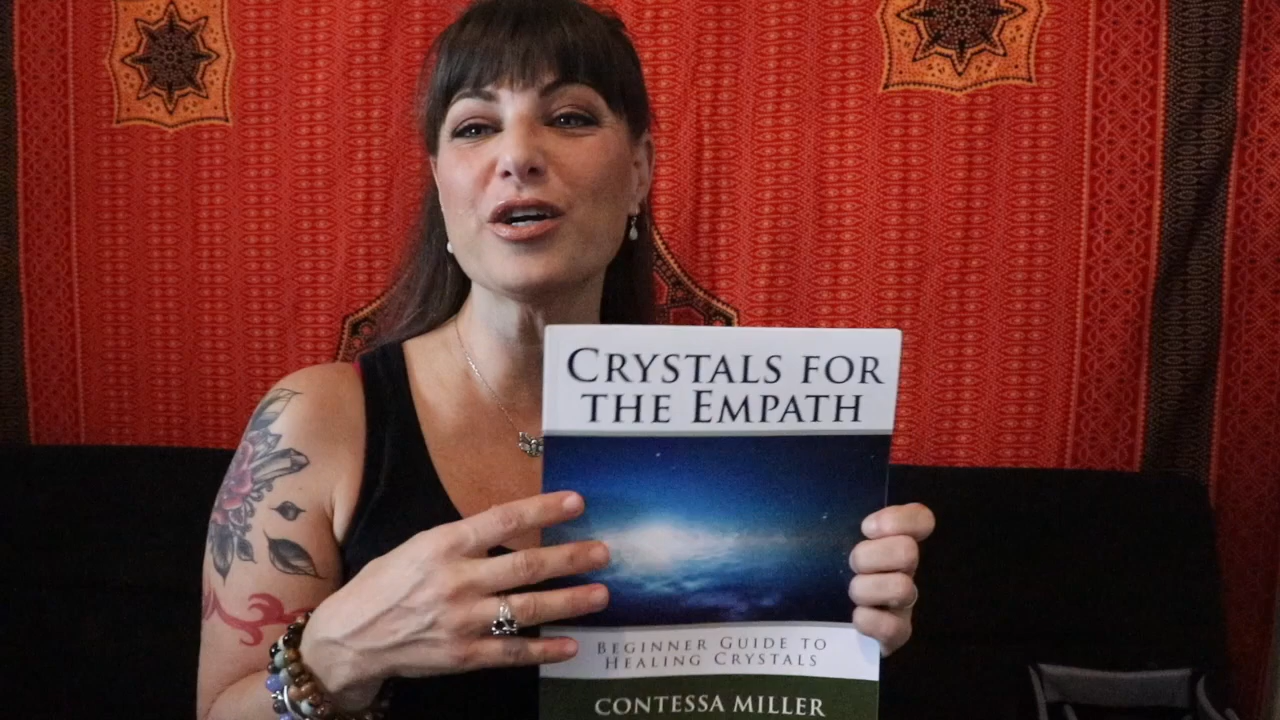 CRYSTALS FOR
THE EMPATH
BEGINNER GUIDE TO
HEALING CRYSTALS
CONTESSA MILLER